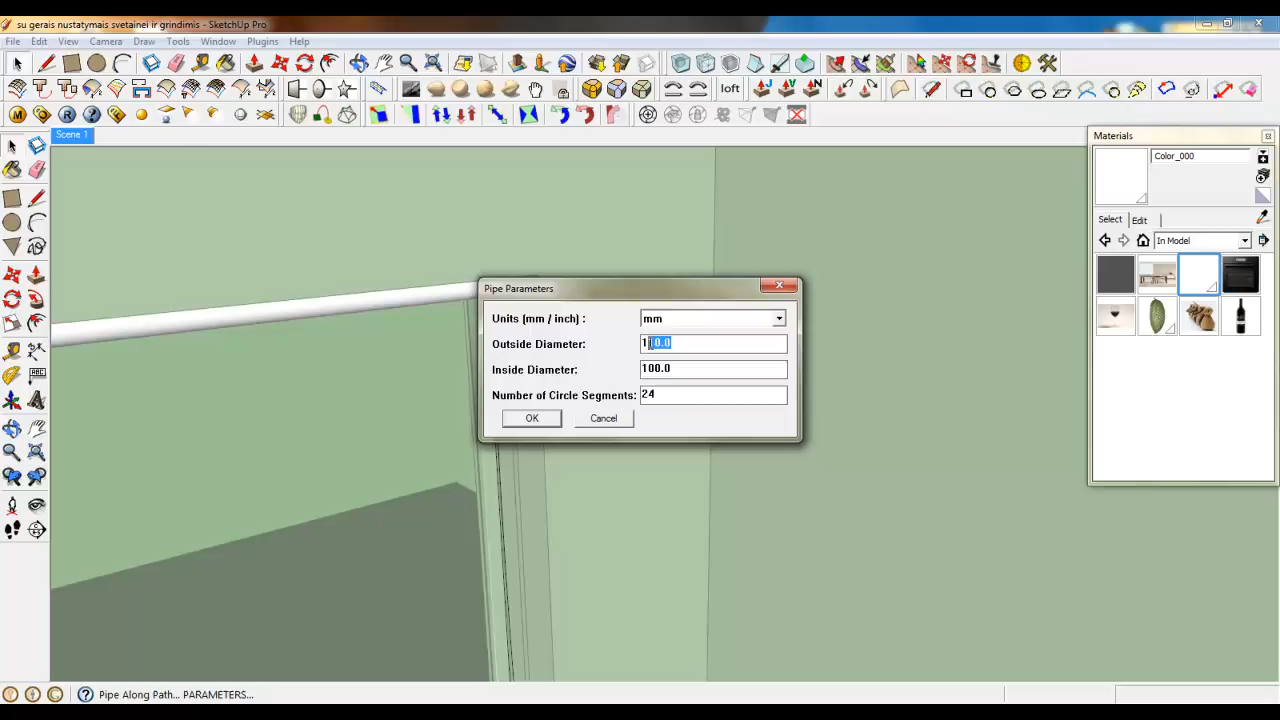 su gerais nustatymais svetainei ir grindimis - SketchUp Pro
File Edit View Camera Draw Tools Window Plugins Help
loft
M R
Scene 1
Materials
Color_000
Select Edit
In Model
Pipe Parameters
Units (mm / inch) : mm
Outside Diameter:
Inside Diameter: 100.0
Number of Circle Segments: 24
OK Cancel
ABC
Pipe Along Path... PARAMETERS...